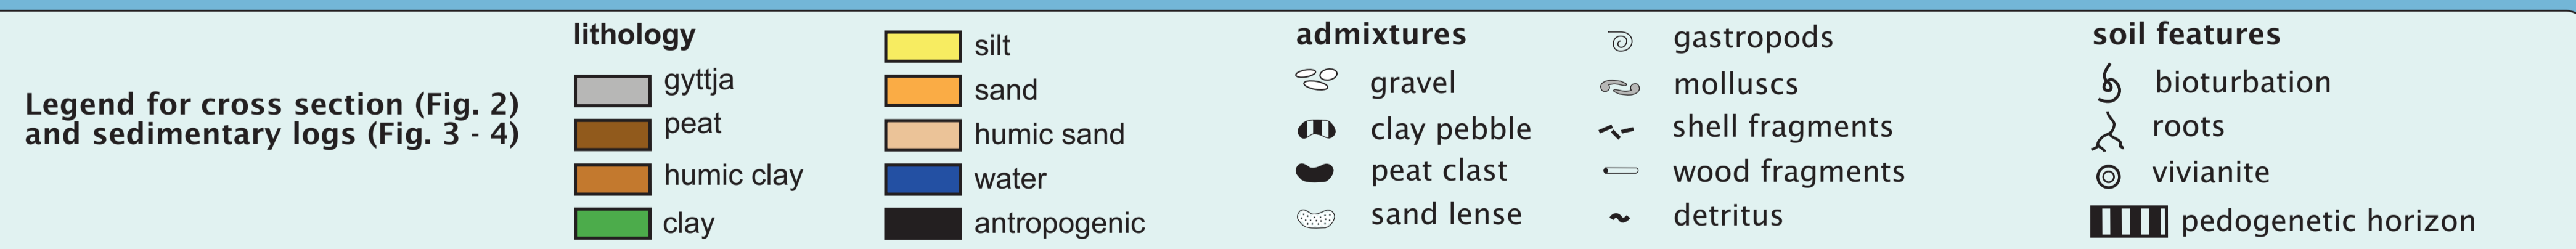 Legend for cross section (Fig. 2)
and sedimentary logs (Fig. 3 - 4)
lithology
gyttja
peat
humic clay
clay
silt
sand
humic sand
water
antropogenic
admixtures
gravel
clay pebble
peat clast
sand lense
gastropods
molluscs
shell fragments
wood fragments
detritus
soil features
bioturbation
roots
vivianite
pedogenetic horizon